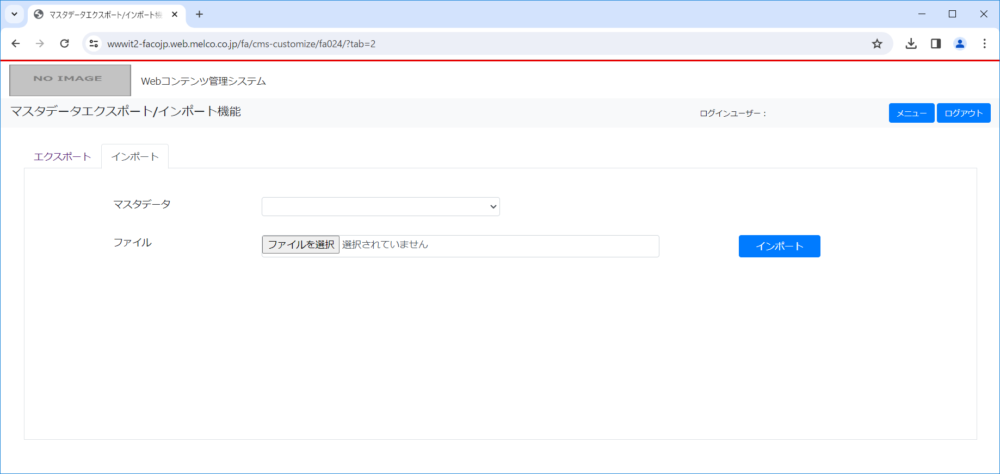 マスタデータエクスポート/インポート機
wwwit2-facojp.web.melco.co.jp/fa/cms-customize/fa024/?tab=2
NO IMAGE
Webコンテンツ管理システム
マスタデータエクスポート/インポート機能
ログインユーザー：
メニュー
ログアウト
エクスポート
インポート
マスタデータ
ファイル
ファイルを選択 選択されていません
インポート